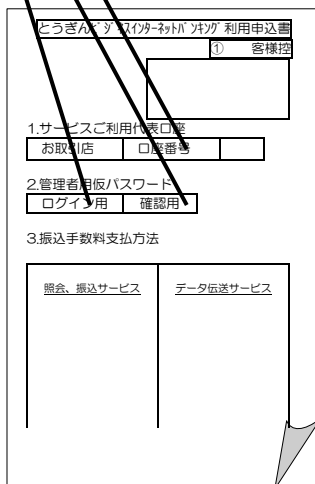 とうぎんビジネスインターネットバンキング利用申込書
① 客様控
1.サービスご利用代表口座
お取引店 口座番号
2.管理者用仮パスワード
ログイン用 確認用
3.振込手数料支払方法
照会、振込サービス データ伝送サービス